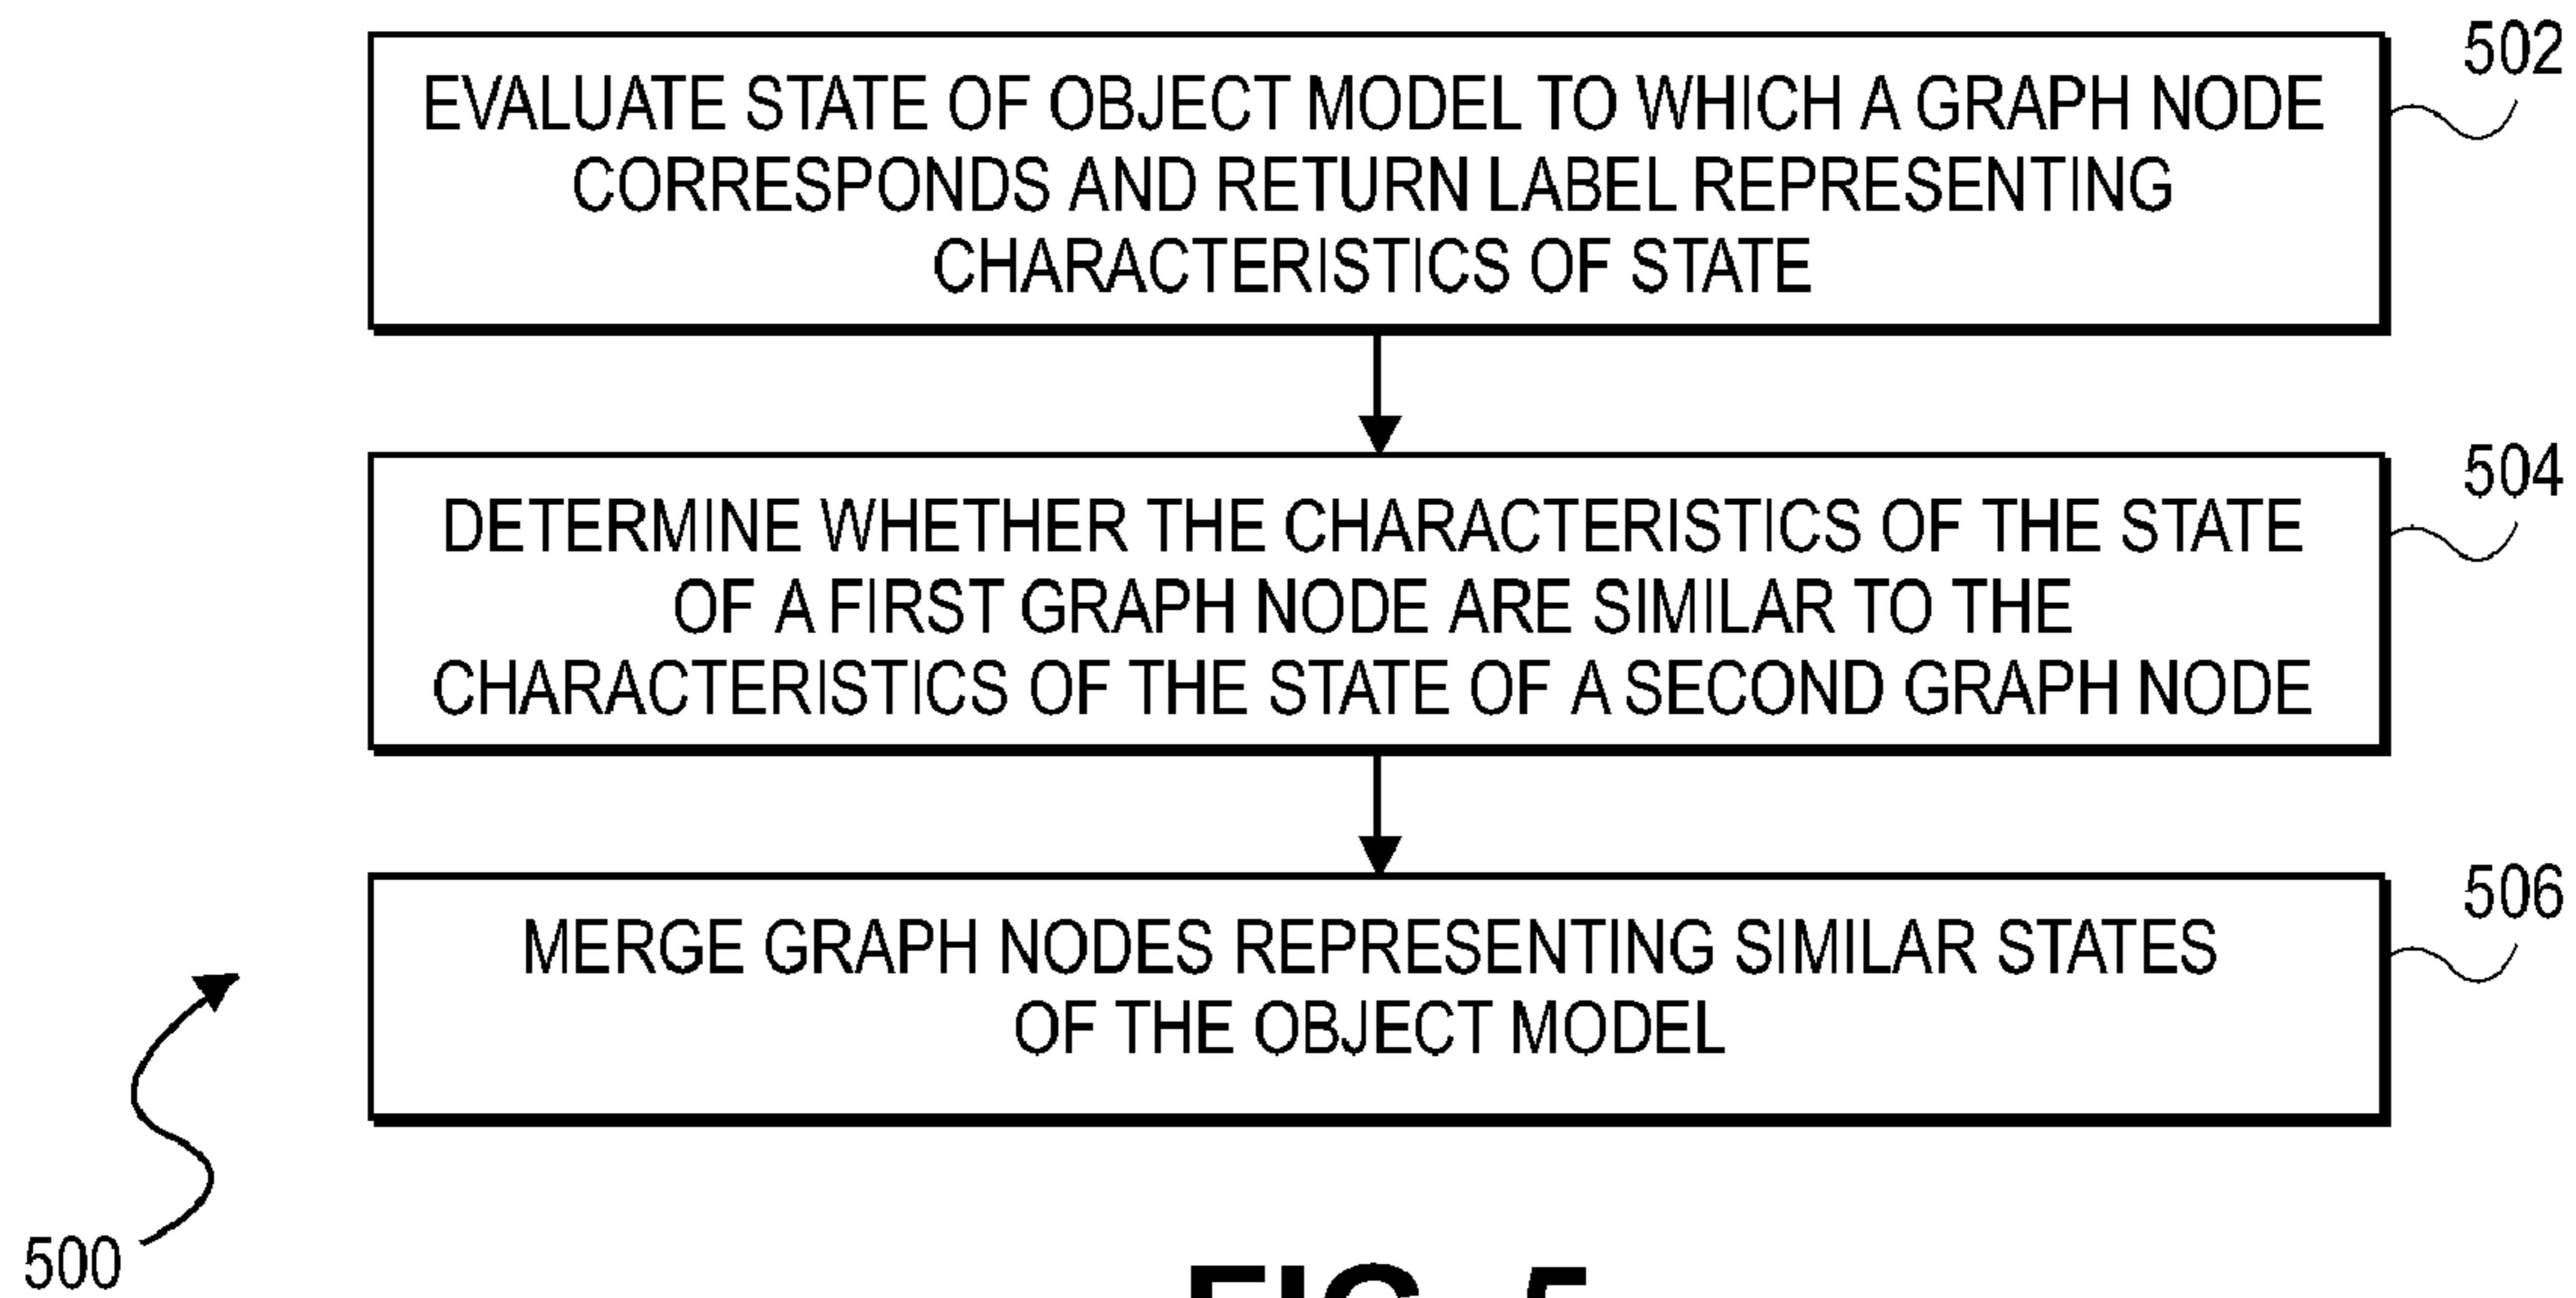 502
EVALUATE STATE OF OBJECT MODEL TO WHICH A GRAPH NODE
CORRESPONDS AND RETURN LABEL REPRESENTING
CHARACTERISTICS OF STATE
504
DETERMINE WHETHER THE CHARACTERISTICS OF THE STATE
OF A FIRST GRAPH NODE ARE SIMILAR TO THE
CHARACTERISTICS OF THE STATE OF A SECOND GRAPH NODE
506
MERGE GRAPH NODES REPRESENTING SIMILAR STATES
OF THE OBJECT MODEL
500
FIG. 5